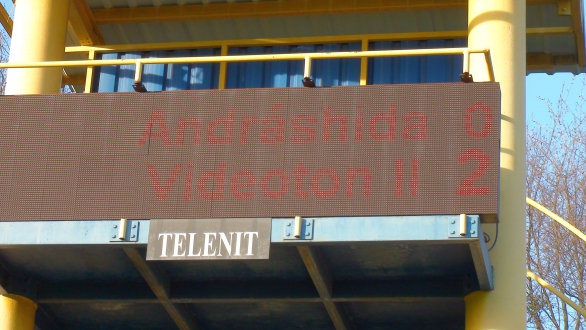 Andráshida 0
Videoton II 2
TELENIT